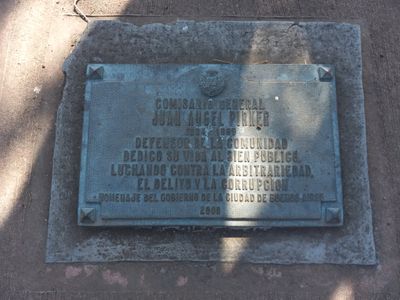 COMISARIO GENERAL
JUAN ANGEL PIRKER
DEFENSOR DE LA COMUNIDAD
DEDICO SU VIDA AL BIEN PUBLICO,
LUCHANDO CONTRA LA ARBITRARIEDAD,
EL DELITO Y LA CORRUPCION
HOMENAJE DEL GOBIERNO DE LA CIUDAD DE BUENOS AIRES